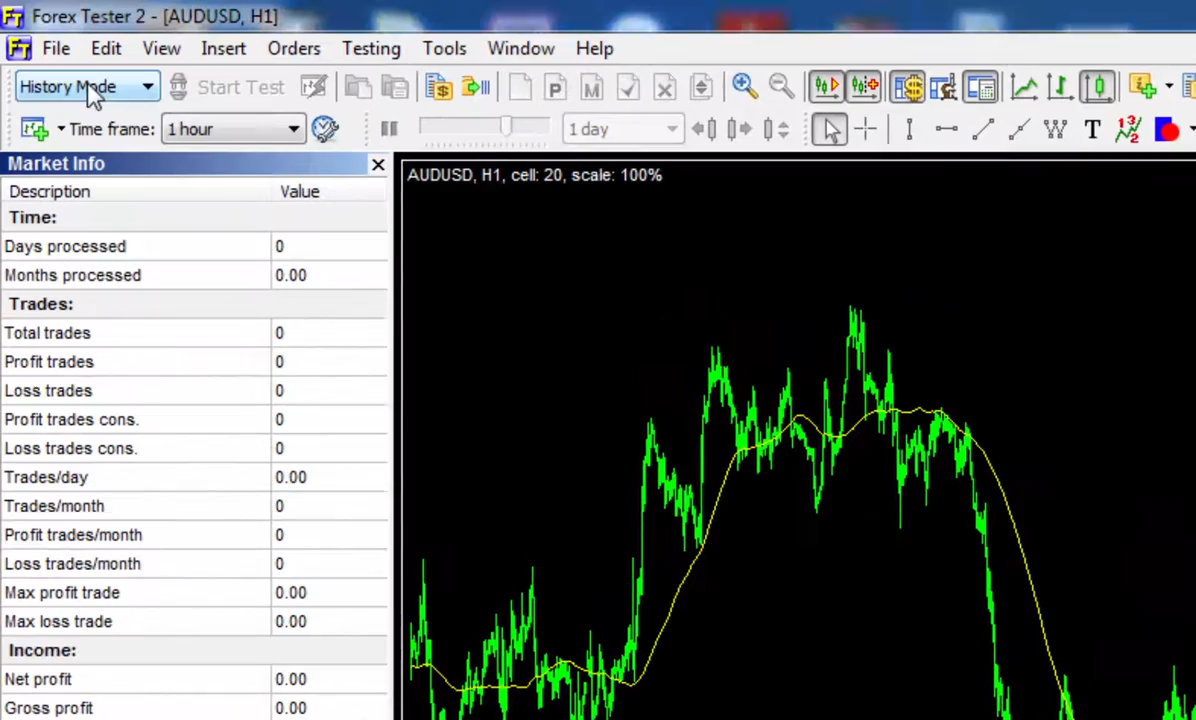 Forex Tester 2 - [AUDUSD, H1]
File Edit View Insert Orders Testing Tools Window Help
History Mode Start Test
Time frame: 1 hour 1 day
Market Info
AUDUSD, H1, cell: 20, scale: 100%
Description Value
Time:
Days processed 0
Months processed 0.00
Trades:
Total trades 0
Profit trades 0
Loss trades 0
Profit trades cons. 0
Loss trades cons. 0
Trades/day 0.00
Trades/month 0
Profit trades/month 0
Loss trades/month 0
Max profit trade 0.00
Max loss trade 0.00
Income:
Net profit 0.00
Gross profit 0.00